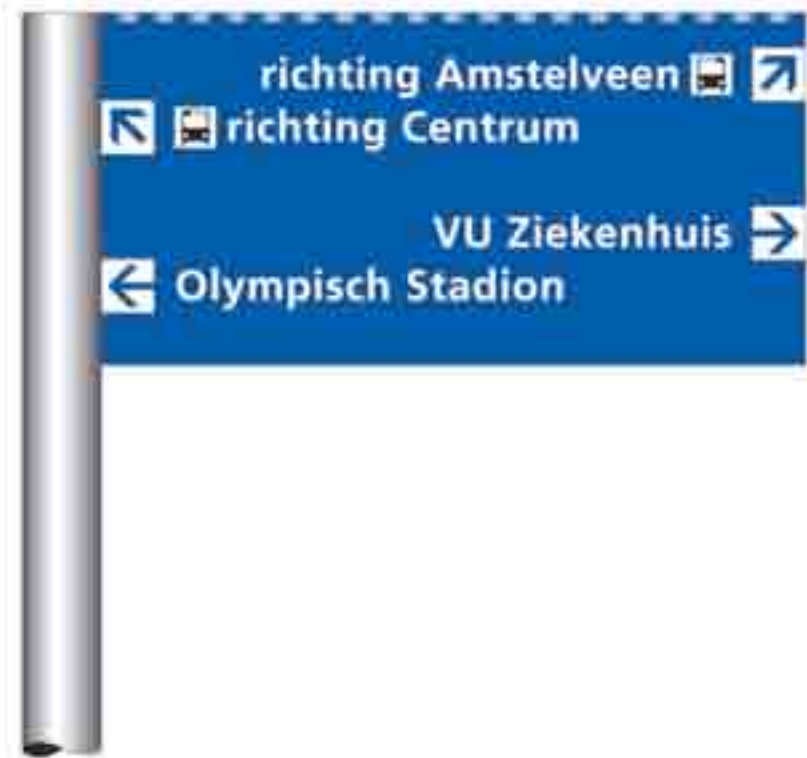 richting Amstelveen
richting Centrum
VU Ziekenhuis
Olympisch Stadion